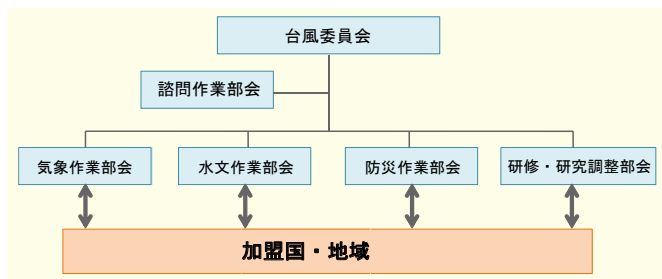 台風委員会
諮問作業部会
気象作業部会
水文作業部会
防災作業部会
研修・研究調整部会
加盟国・地域